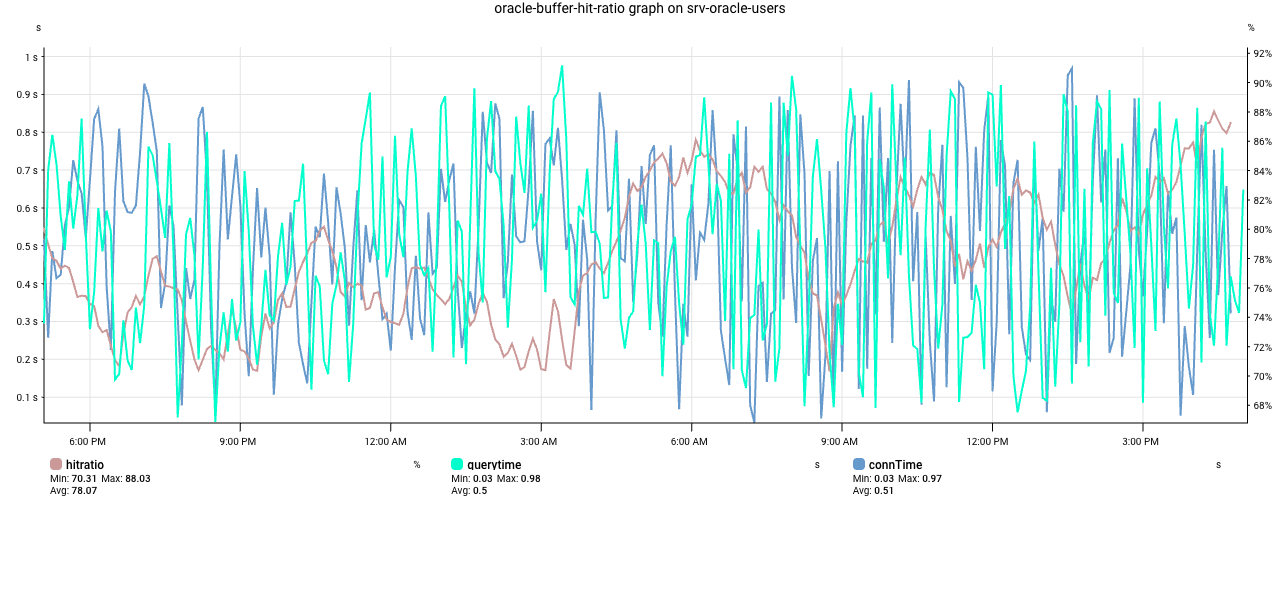 oracle-buffer-hit-ratio graph on srv-oracle-users
s %
1 s 92%
0.9 s 90%
0.8 s 88%
0.7 s 86%
0.6 s 84%
0.5 s 82%
0.4 s 80%
0.3 s 78%
0.2 s 76%
0.1 s 74%
72%
70%
68%
6:00 PM 9:00 PM 12:00 AM 3:00 AM 6:00 AM 9:00 AM 12:00 PM 3:00 PM
hitratio % querytime s connTime s
Min: 70.31 Max: 88.03 Min: 0.03 Max: 0.98 Min: 0.03 Max: 0.97
Avg: 78.07 Avg: 0.5 Avg: 0.51